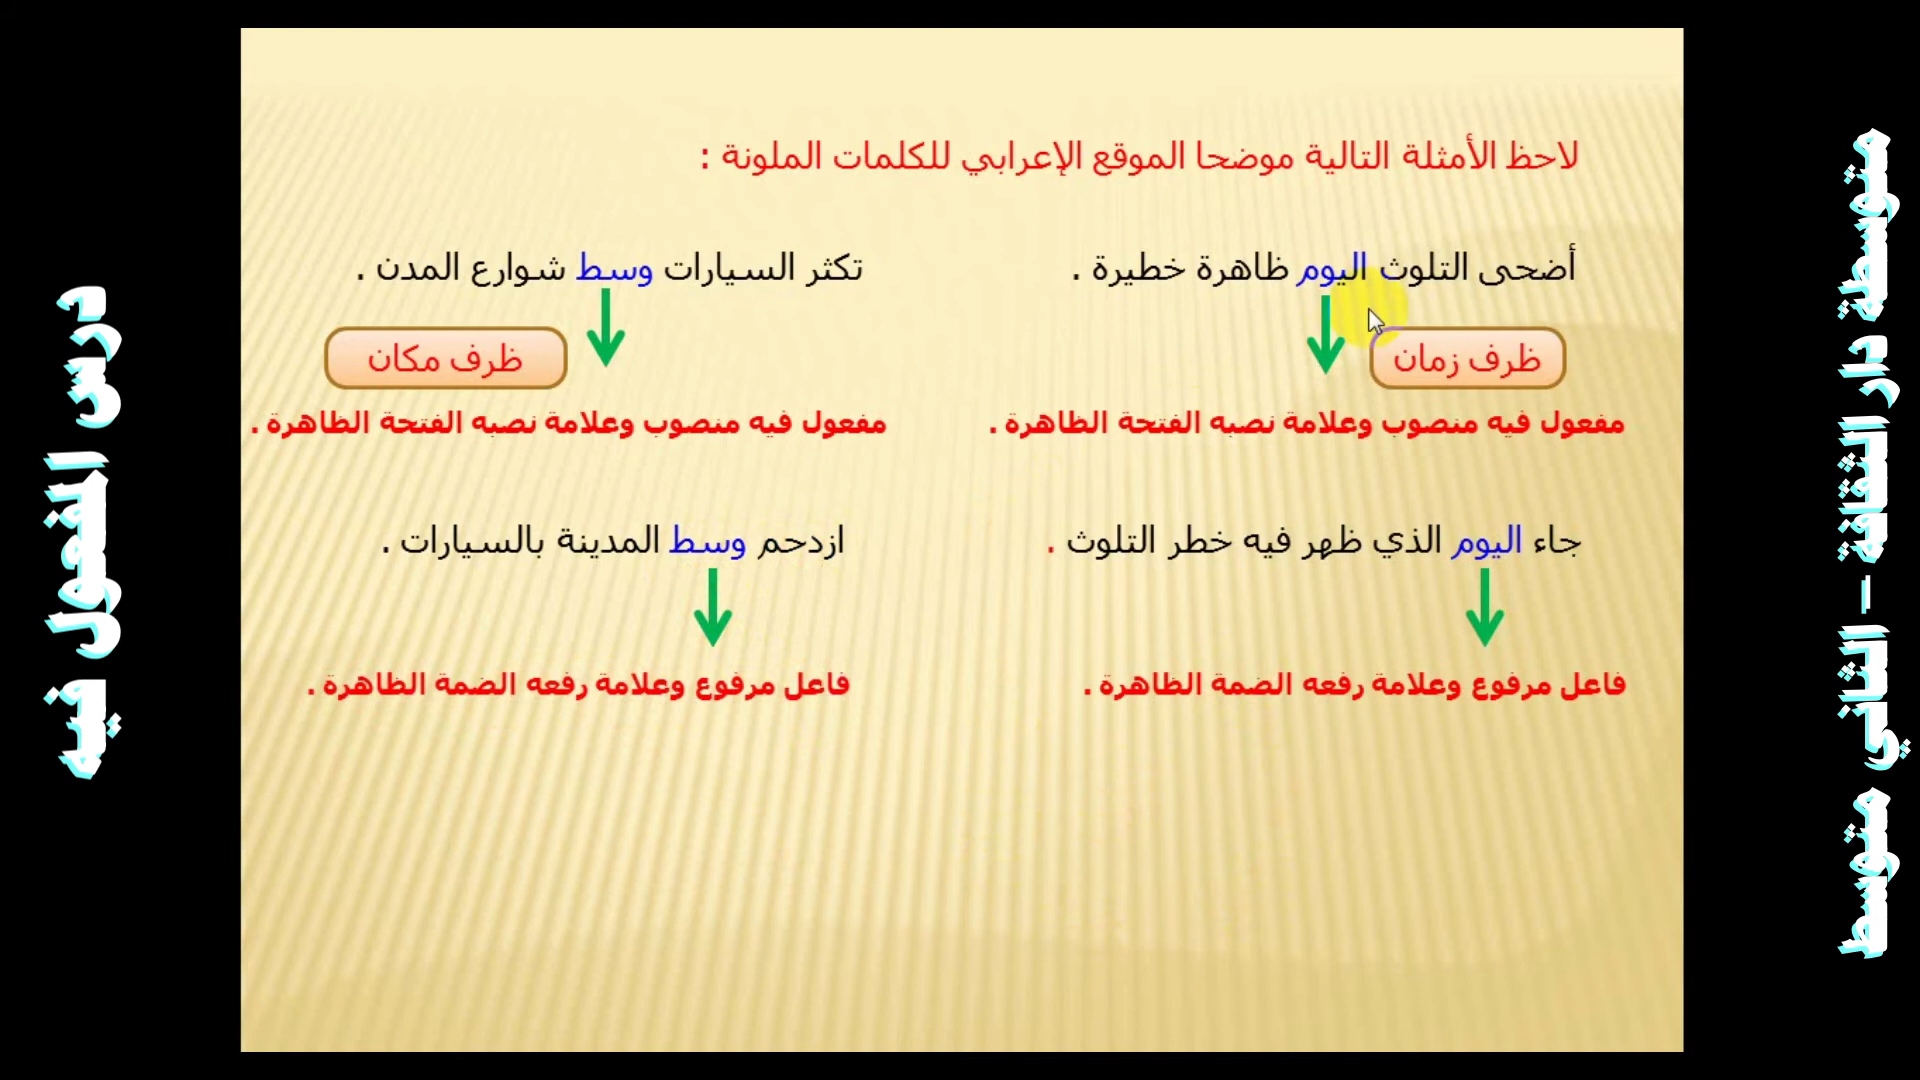 لاحظ الأمثلة التالية موضحا الموقع الإعرابي للكلمات الملونة :
أضحى التلوث اليوم ظاهرة خطيرة .
ظرف زمان
مفعول فيه منصوب وعلامة نصبه الفتحة الظاهرة .
تكثر السيارات وسط شوارع المدن .
ظرف مكان
مفعول فيه منصوب وعلامة نصبه الفتحة الظاهرة .
جاء اليوم الذي ظهر فيه خطر التلوث .
فاعل مرفوع وعلامة رفعه الضمة الظاهرة .
ازدحم وسط المدينة بالسيارات .
فاعل مرفوع وعلامة رفعه الضمة الظاهرة .
متوسطة دار الثقافة – الثاني متوسط
درس المفعول فيه